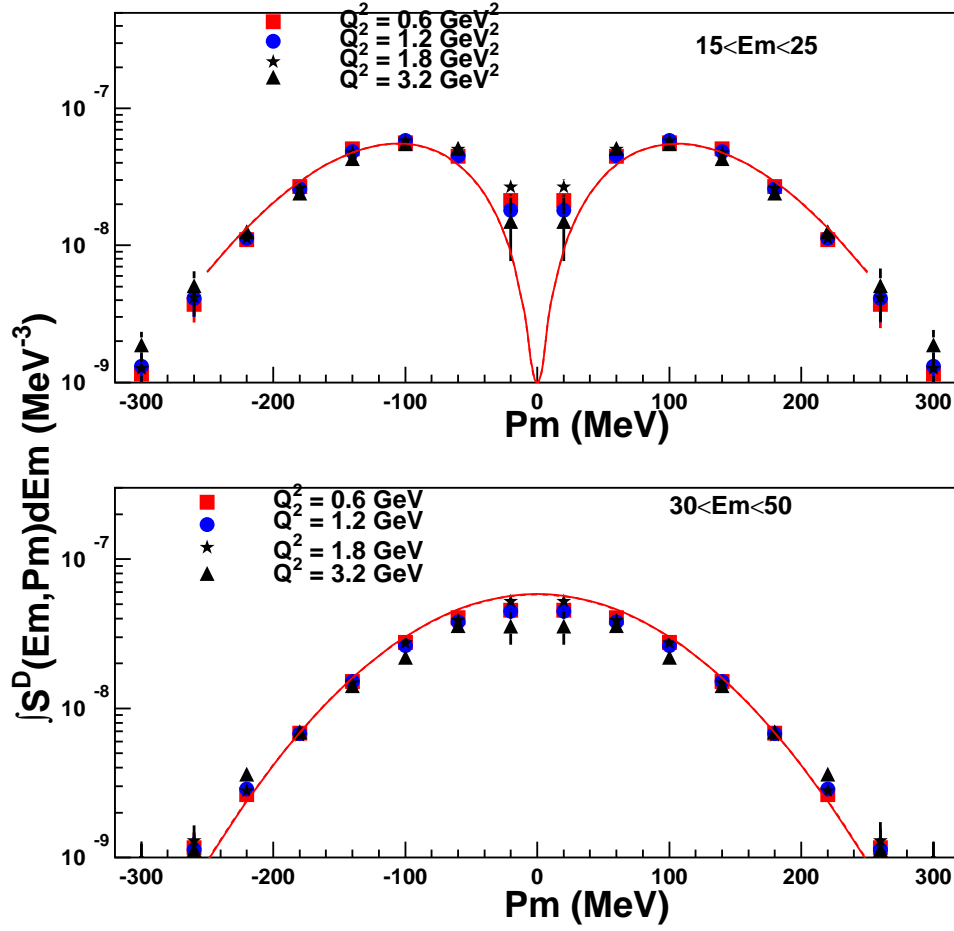 Q² = 0.6 GeV²
Q² = 1.2 GeV²
Q² = 1.8 GeV²
Q² = 3.2 GeV²
15<Em<25
10⁻⁷
10⁻⁸
10⁻⁹
-300 -200 -100 0 100 200 300
Pm (MeV)
∫S^D(Em,Pm)dEm (MeV⁻³)
Q² = 0.6 GeV
Q² = 1.2 GeV
Q² = 1.8 GeV
Q² = 3.2 GeV
30<Em<50
10⁻⁷
10⁻⁸
10⁻⁹
-300 -200 -100 0 100 200 300
Pm (MeV)